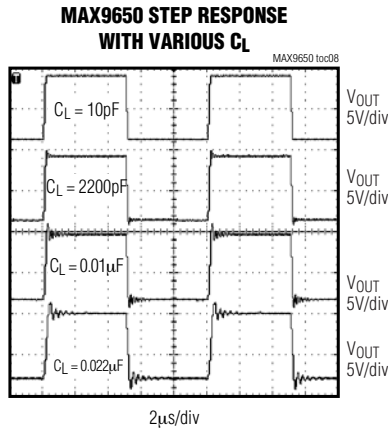 MAX9650 STEP RESPONSE
WITH VARIOUS CL
MAX9650 toc08
CL = 10pF
VOUT
5V/div
CL = 2200pF
VOUT
5V/div
CL = 0.01μF
VOUT
5V/div
CL = 0.022μF
VOUT
5V/div
2μs/div